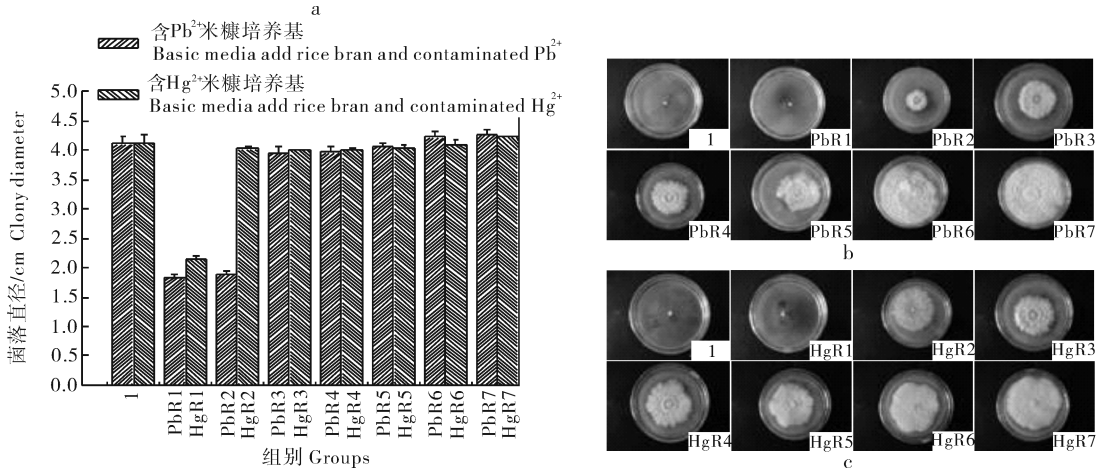 a
含Pb²⁺米糠培养基
Basic media add rice bran and contaminated Pb²⁺
含Hg²⁺米糠培养基
Basic media add rice bran and contaminated Hg²⁺
菌落直径/cm Clony diameter
5.0
4.5
4.0
3.5
3.0
2.5
2.0
1.5
1.0
0.5
0.0
1
PbR1
HgR1
PbR2
HgR2
PbR3
HgR3
PbR4
HgR4
PbR5
HgR5
PbR6
HgR6
PbR7
HgR7
组别 Groups
1 PbR1 PbR2 PbR3
PbR4 PbR5 PbR6 PbR7
b
1 HgR1 HgR2 HgR3
HgR4 HgR5 HgR6 HgR7
c